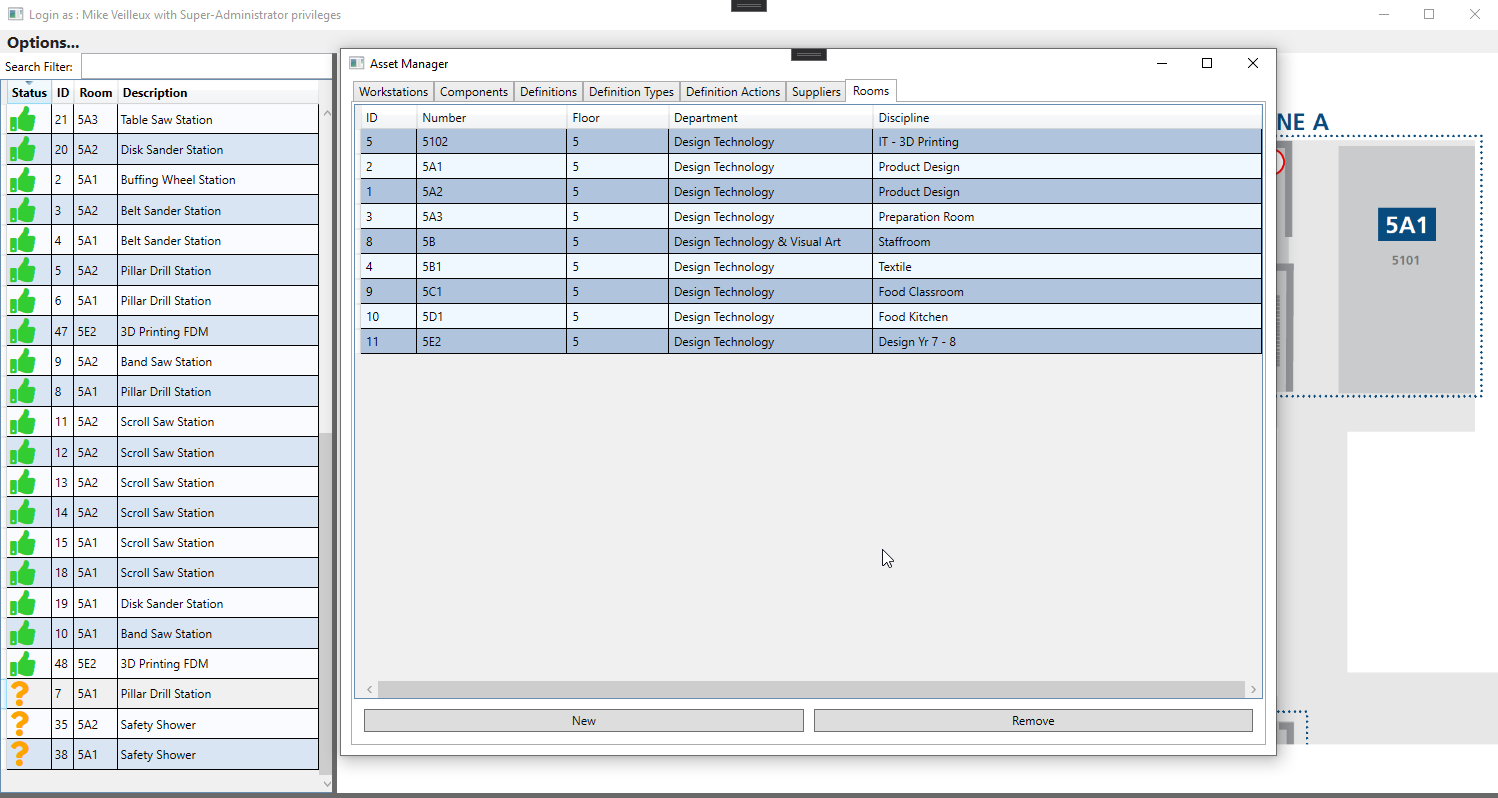 Login as : Mike Veilleux with Super-Administrator privileges
Options...
Search Filter:
Status ID Room Description
21 5A3 Table Saw Station
20 5A2 Disk Sander Station
2 5A1 Buffing Wheel Station
3 5A2 Belt Sander Station
4 5A1 Belt Sander Station
5 5A2 Pillar Drill Station
6 5A1 Pillar Drill Station
47 5E2 3D Printing FDM
9 5A2 Band Saw Station
8 5A1 Pillar Drill Station
11 5A2 Scroll Saw Station
12 5A2 Scroll Saw Station
13 5A2 Scroll Saw Station
14 5A2 Scroll Saw Station
15 5A1 Scroll Saw Station
18 5A1 Scroll Saw Station
19 5A1 Disk Sander Station
10 5A1 Band Saw Station
48 5E2 3D Printing FDM
7 5A1 Pillar Drill Station
35 5A2 Safety Shower
38 5A1 Safety Shower
Asset Manager
Workstations Components Definitions Definition Types Definition Actions Suppliers Rooms
ID Number Floor Department Discipline
5 5102 5 Design Technology IT - 3D Printing
2 5A1 5 Design Technology Product Design
1 5A2 5 Design Technology Product Design
3 5A3 5 Design Technology Preparation Room
8 5B 5 Design Technology & Visual Art Staffroom
4 5B1 5 Design Technology Textile
9 5C1 5 Design Technology Food Classroom
10 5D1 5 Design Technology Food Kitchen
11 5E2 5 Design Technology Design Yr 7 - 8
New Remove
NE A
5A1
5101